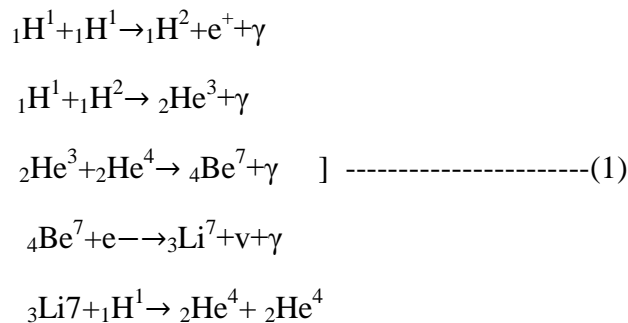 ₁H¹+₁H¹→₁H²+e⁺+γ
₁H¹+₁H²→ ₂He³+γ
₂He³+₂He⁴→ ₄Be⁷+γ ] -----------------------(1)
₄Be⁷+e−→₃Li⁷+v+γ
₃Li7+₁H¹→ ₂He⁴+ ₂He⁴